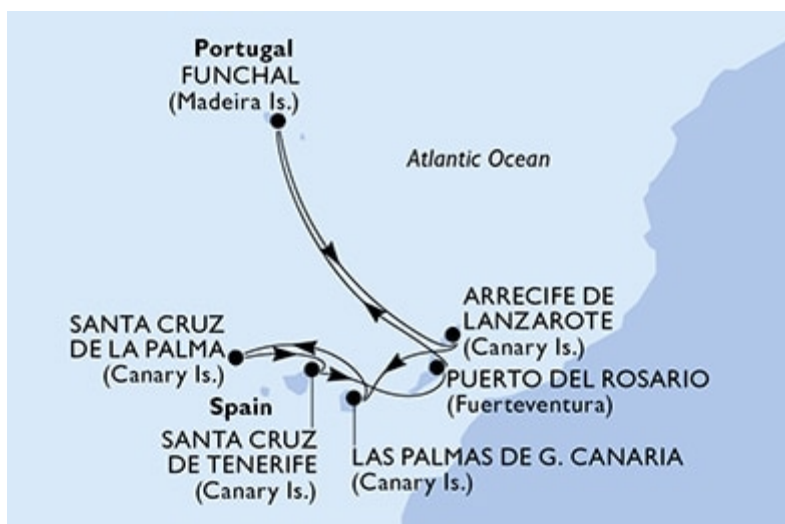 Portugal
FUNCHAL
(Madeira Is.)
Atlantic Ocean
ARRECIFE DE
LANZAROTE
(Canary Is.)
SANTA CRUZ
DE LA PALMA
(Canary Is.)
PUERTO DEL ROSARIO
(Fuerteventura)
Spain
SANTA CRUZ
DE TENERIFE
(Canary Is.)
LAS PALMAS DE G. CANARIA
(Canary Is.)